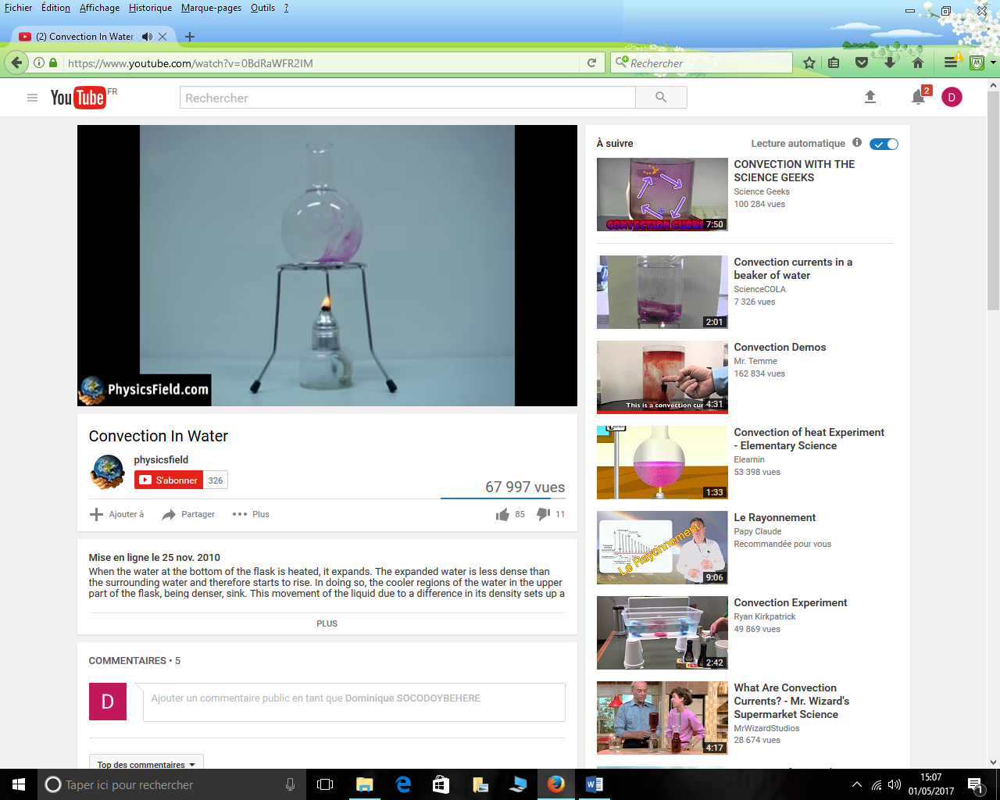 Fichier Édition Affichage Historique Marque-pages Outils ?
(2) Convection In Water
https://www.youtube.com/watch?v=0BdRaWFR2IM
Rechercher
YouTube FR
Rechercher
2
D
PhysicsField.com
Convection In Water
physicsfield
S'abonner 326
67 997 vues
Ajouter à Partager Plus 85 11
Mise en ligne le 25 nov. 2010
When the water at the bottom of the flask is heated, it expands. The expanded water is less dense than
the surrounding water and therefore starts to rise. In doing so, the cooler regions of the water in the upper
part of the flask, being denser, sink. This movement of the liquid due to a difference in its density sets up a
PLUS
COMMENTAIRES • 5
D
Ajouter un commentaire public en tant que Dominique SOCODOYBEHERE
Top des commentaires
À suivre
Lecture automatique
CONVECTION WITH THE
SCIENCE GEEKS
Science Geeks
100 284 vues
7:50
Convection currents in a
beaker of water
ScienceCOLA
7 326 vues
2:01
Convection Demos
Mr. Temme
162 834 vues
This is a convection cur
4:31
Convection of heat Experiment
- Elementary Science
Elearnin
53 398 vues
1:33
Le Rayonnement
Papy Claude
Recommandée pour vous
Le Rayonnement
9:06
Convection Experiment
Ryan Kirkpatrick
49 869 vues
2:42
What Are Convection
Currents? - Mr. Wizard's
Supermarket Science
MrWizardStudios
28 674 vues
4:17
Taper ici pour rechercher
15:07
01/05/2017
1